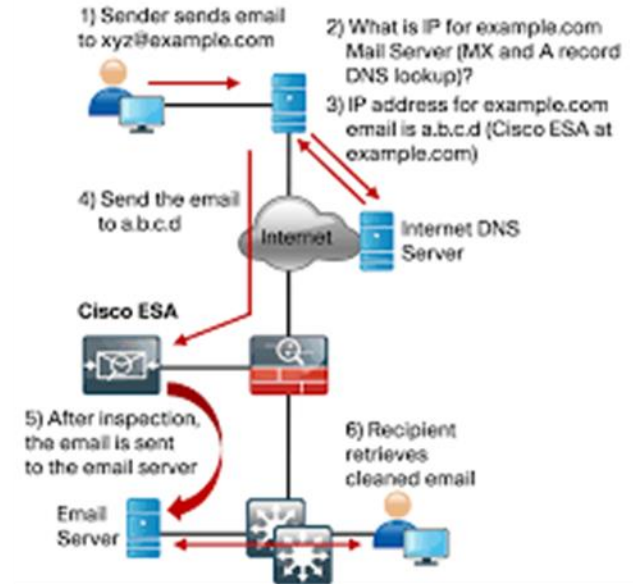 1) Sender sends email
to xyz@example.com
2) What is IP for example.com
Mail Server (MX and A record
DNS lookup)?
3) IP address for example.com
email is a.b.c.d (Cisco ESA at
example.com)
4) Send the email
to a.b.c.d
Internet
Internet DNS
Server
Cisco ESA
5) After inspection,
the email is sent
to the email server
6) Recipient
retrieves
cleaned email
Email
Server